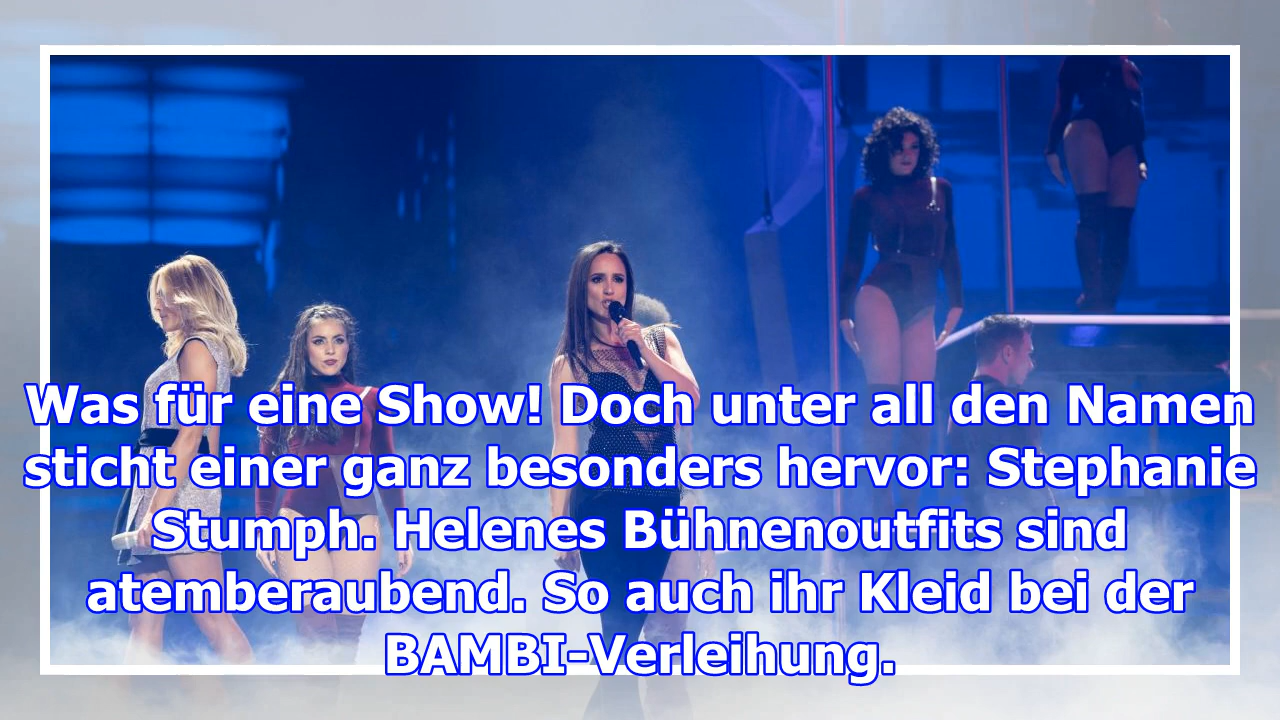 Was für eine Show! Doch unter all den Namen
sticht einer ganz besonders hervor: Stephanie
Stumph. Helenes Bühnenoutfits sind
atemberaubend. So auch ihr Kleid bei der
BAMBI-Verleihung.